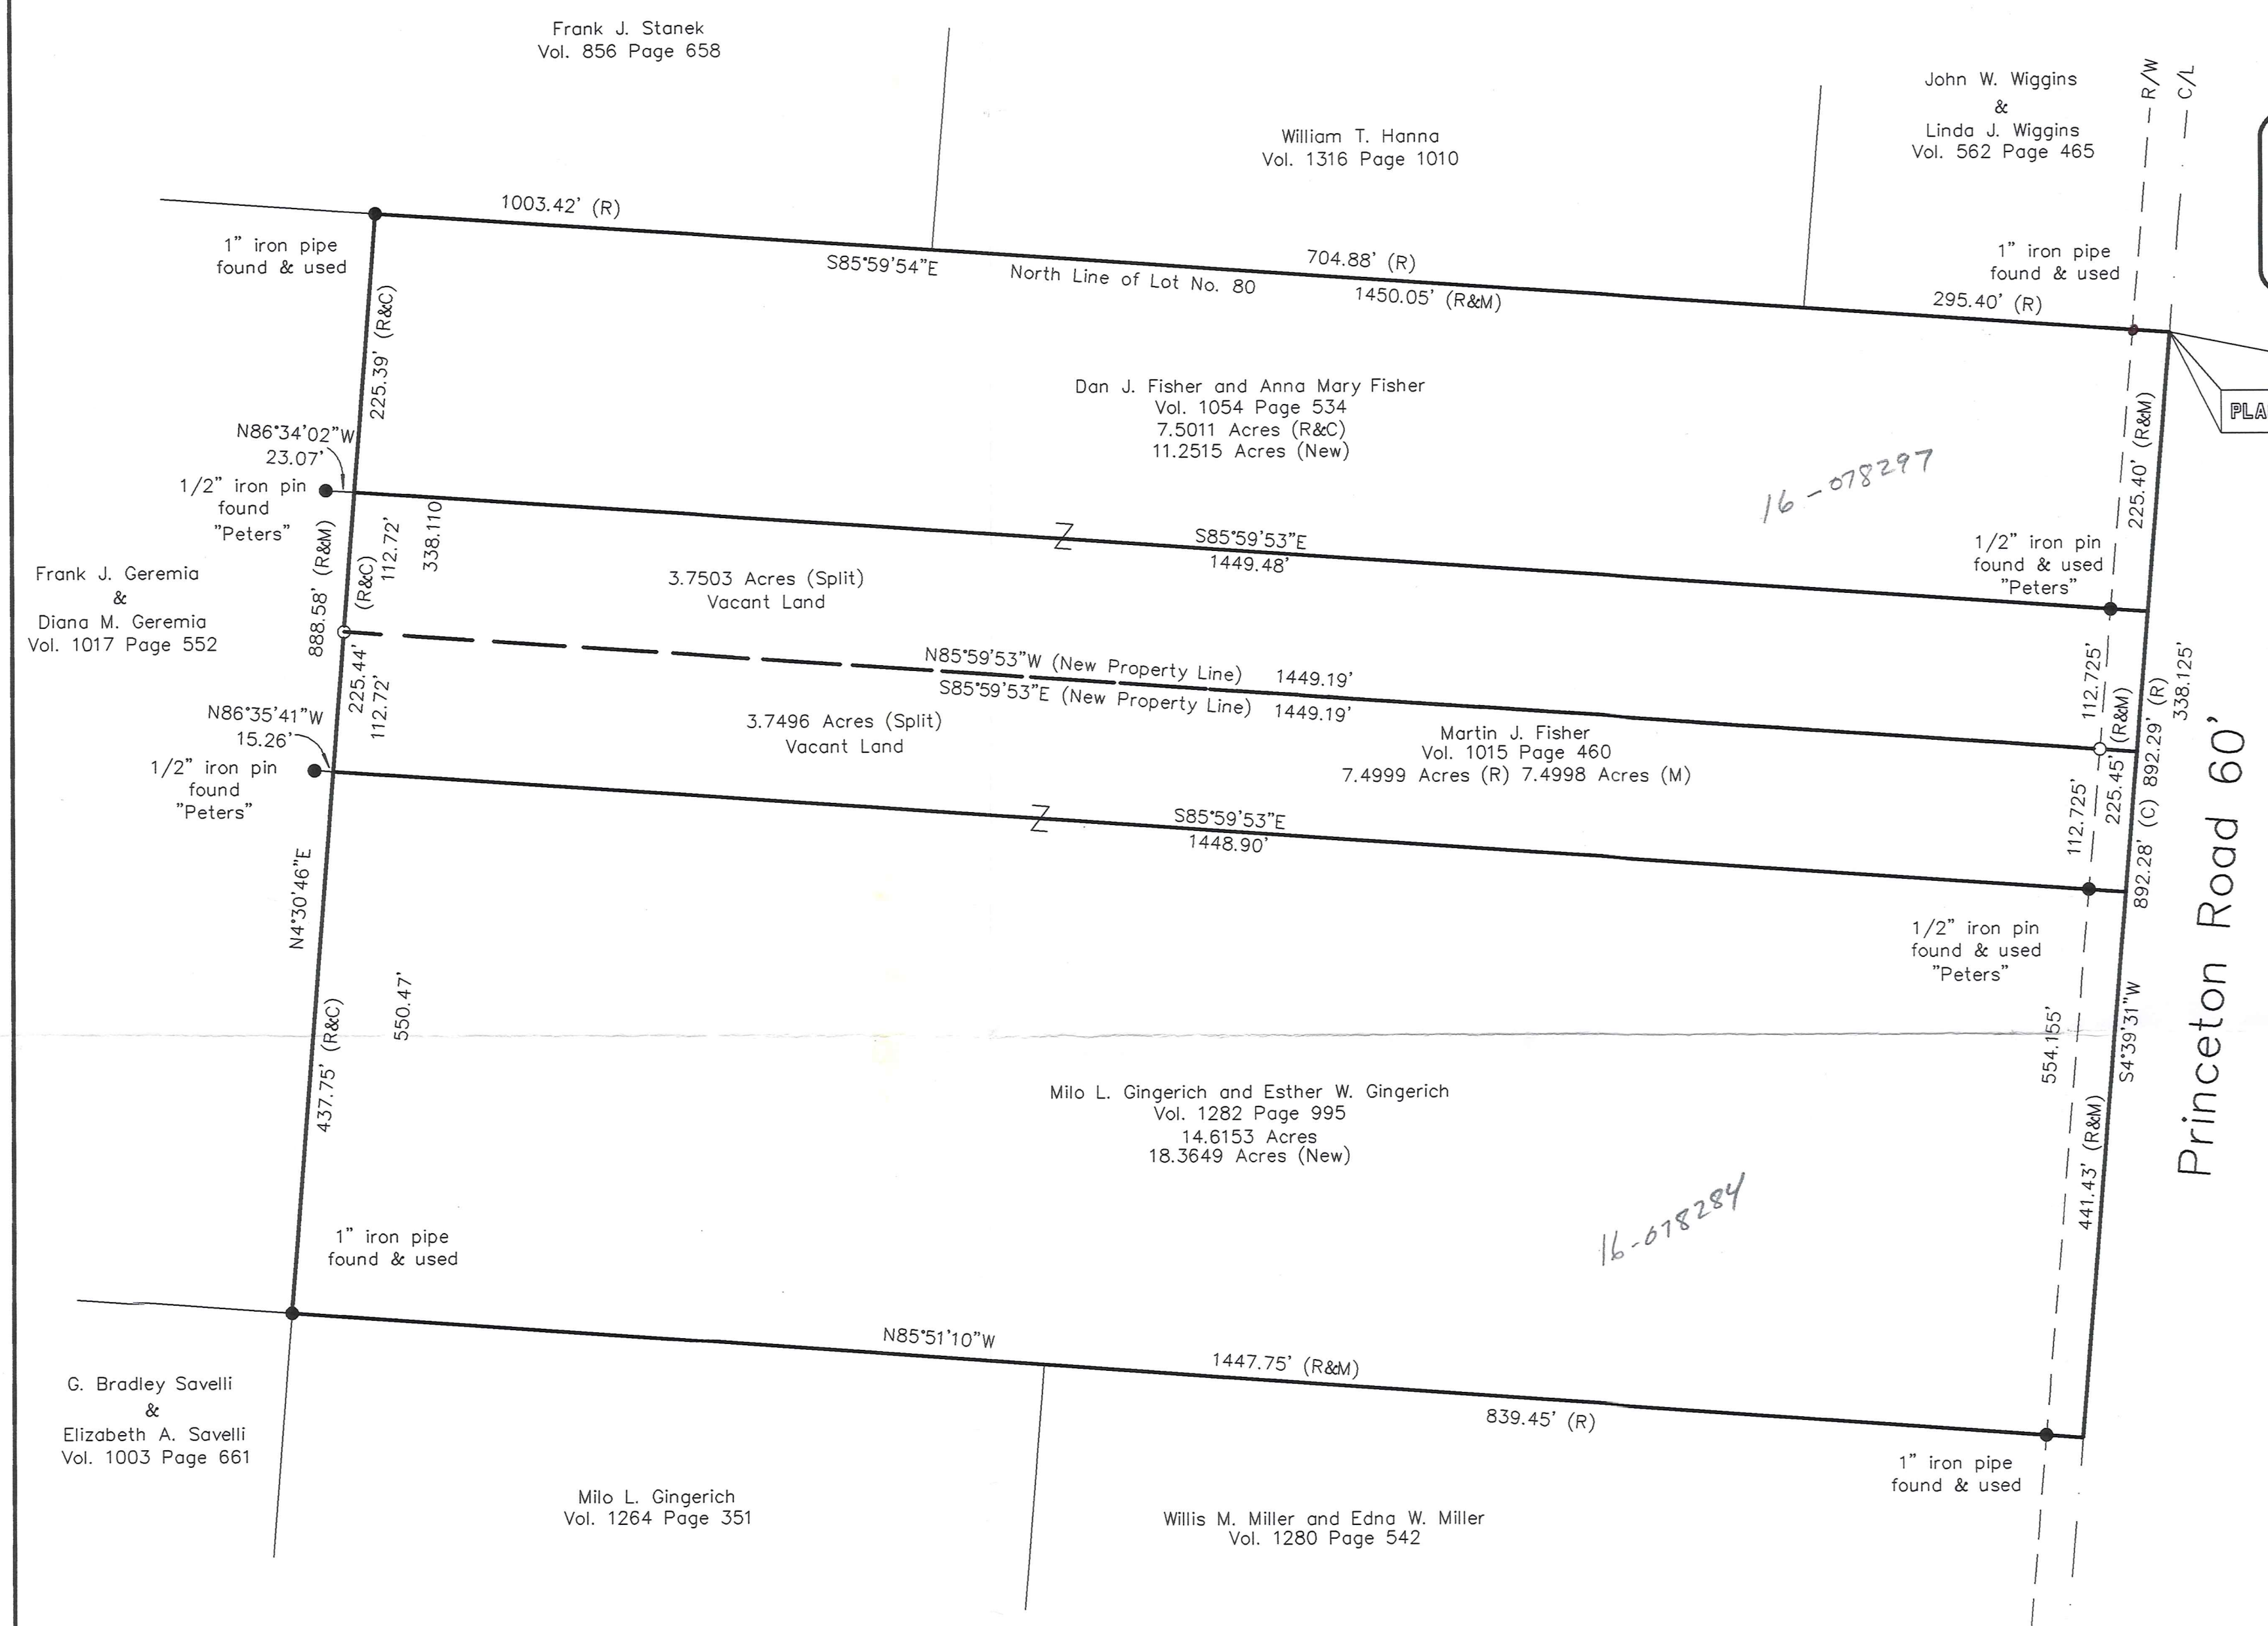 Frank J. Stanek
Vol. 856 Page 658
William T. Hanna
Vol. 1316 Page 1010
John W. Wiggins
&
Linda J. Wiggins
Vol. 562 Page 465
R/W
C/L
1003.42' (R)
1" iron pipe
found & used
S85°59'54"E
North Line of Lot No. 80
704.88' (R)
1450.05' (R&M)
1" iron pipe
found & used
295.40' (R)
225.39' (R&C)
Dan J. Fisher and Anna Mary Fisher
Vol. 1054 Page 534
7.5011 Acres (R&C)
11.2515 Acres (New)
16-078297
225.40' (R&M)
N86°34'02"W
23.07'
1/2" iron pin
found
"Peters"
888.58' (R&M)
(R&C)
112.72'
338.110
S85°59'53"E
1449.48'
1/2" iron pin
found & used
"Peters"
Frank J. Geremia
&
Diana M. Geremia
Vol. 1017 Page 552
3.7503 Acres (Split)
Vacant Land
N85°59'53"W (New Property Line) 1449.19'
S85°59'53"E (New Property Line) 1449.19'
112.725'
(R&M)
892.29' (R)
338.125'
225.44'
112.72'
N86°35'41"W
15.26'
1/2" iron pin
found
"Peters"
3.7496 Acres (Split)
Vacant Land
Martin J. Fisher
Vol. 1015 Page 460
7.4999 Acres (R) 7.4998 Acres (M)
112.725'
225.45'
892.28' (C)
Princeton Road 60'
S85°59'53"E
1448.90'
N4°30'46"E
1/2" iron pin
found & used
"Peters"
437.75' (R&C)
550.47'
554.155'
S4°39'31"W
441.43' (R&M)
Milo L. Gingerich and Esther W. Gingerich
Vol. 1282 Page 995
14.6153 Acres
18.3649 Acres (New)
16-078284
1" iron pipe
found & used
N85°51'10"W
1447.75' (R&M)
839.45' (R)
1" iron pipe
found & used
G. Bradley Savelli
&
Elizabeth A. Savelli
Vol. 1003 Page 661
Milo L. Gingerich
Vol. 1264 Page 351
Willis M. Miller and Edna W. Miller
Vol. 1280 Page 542